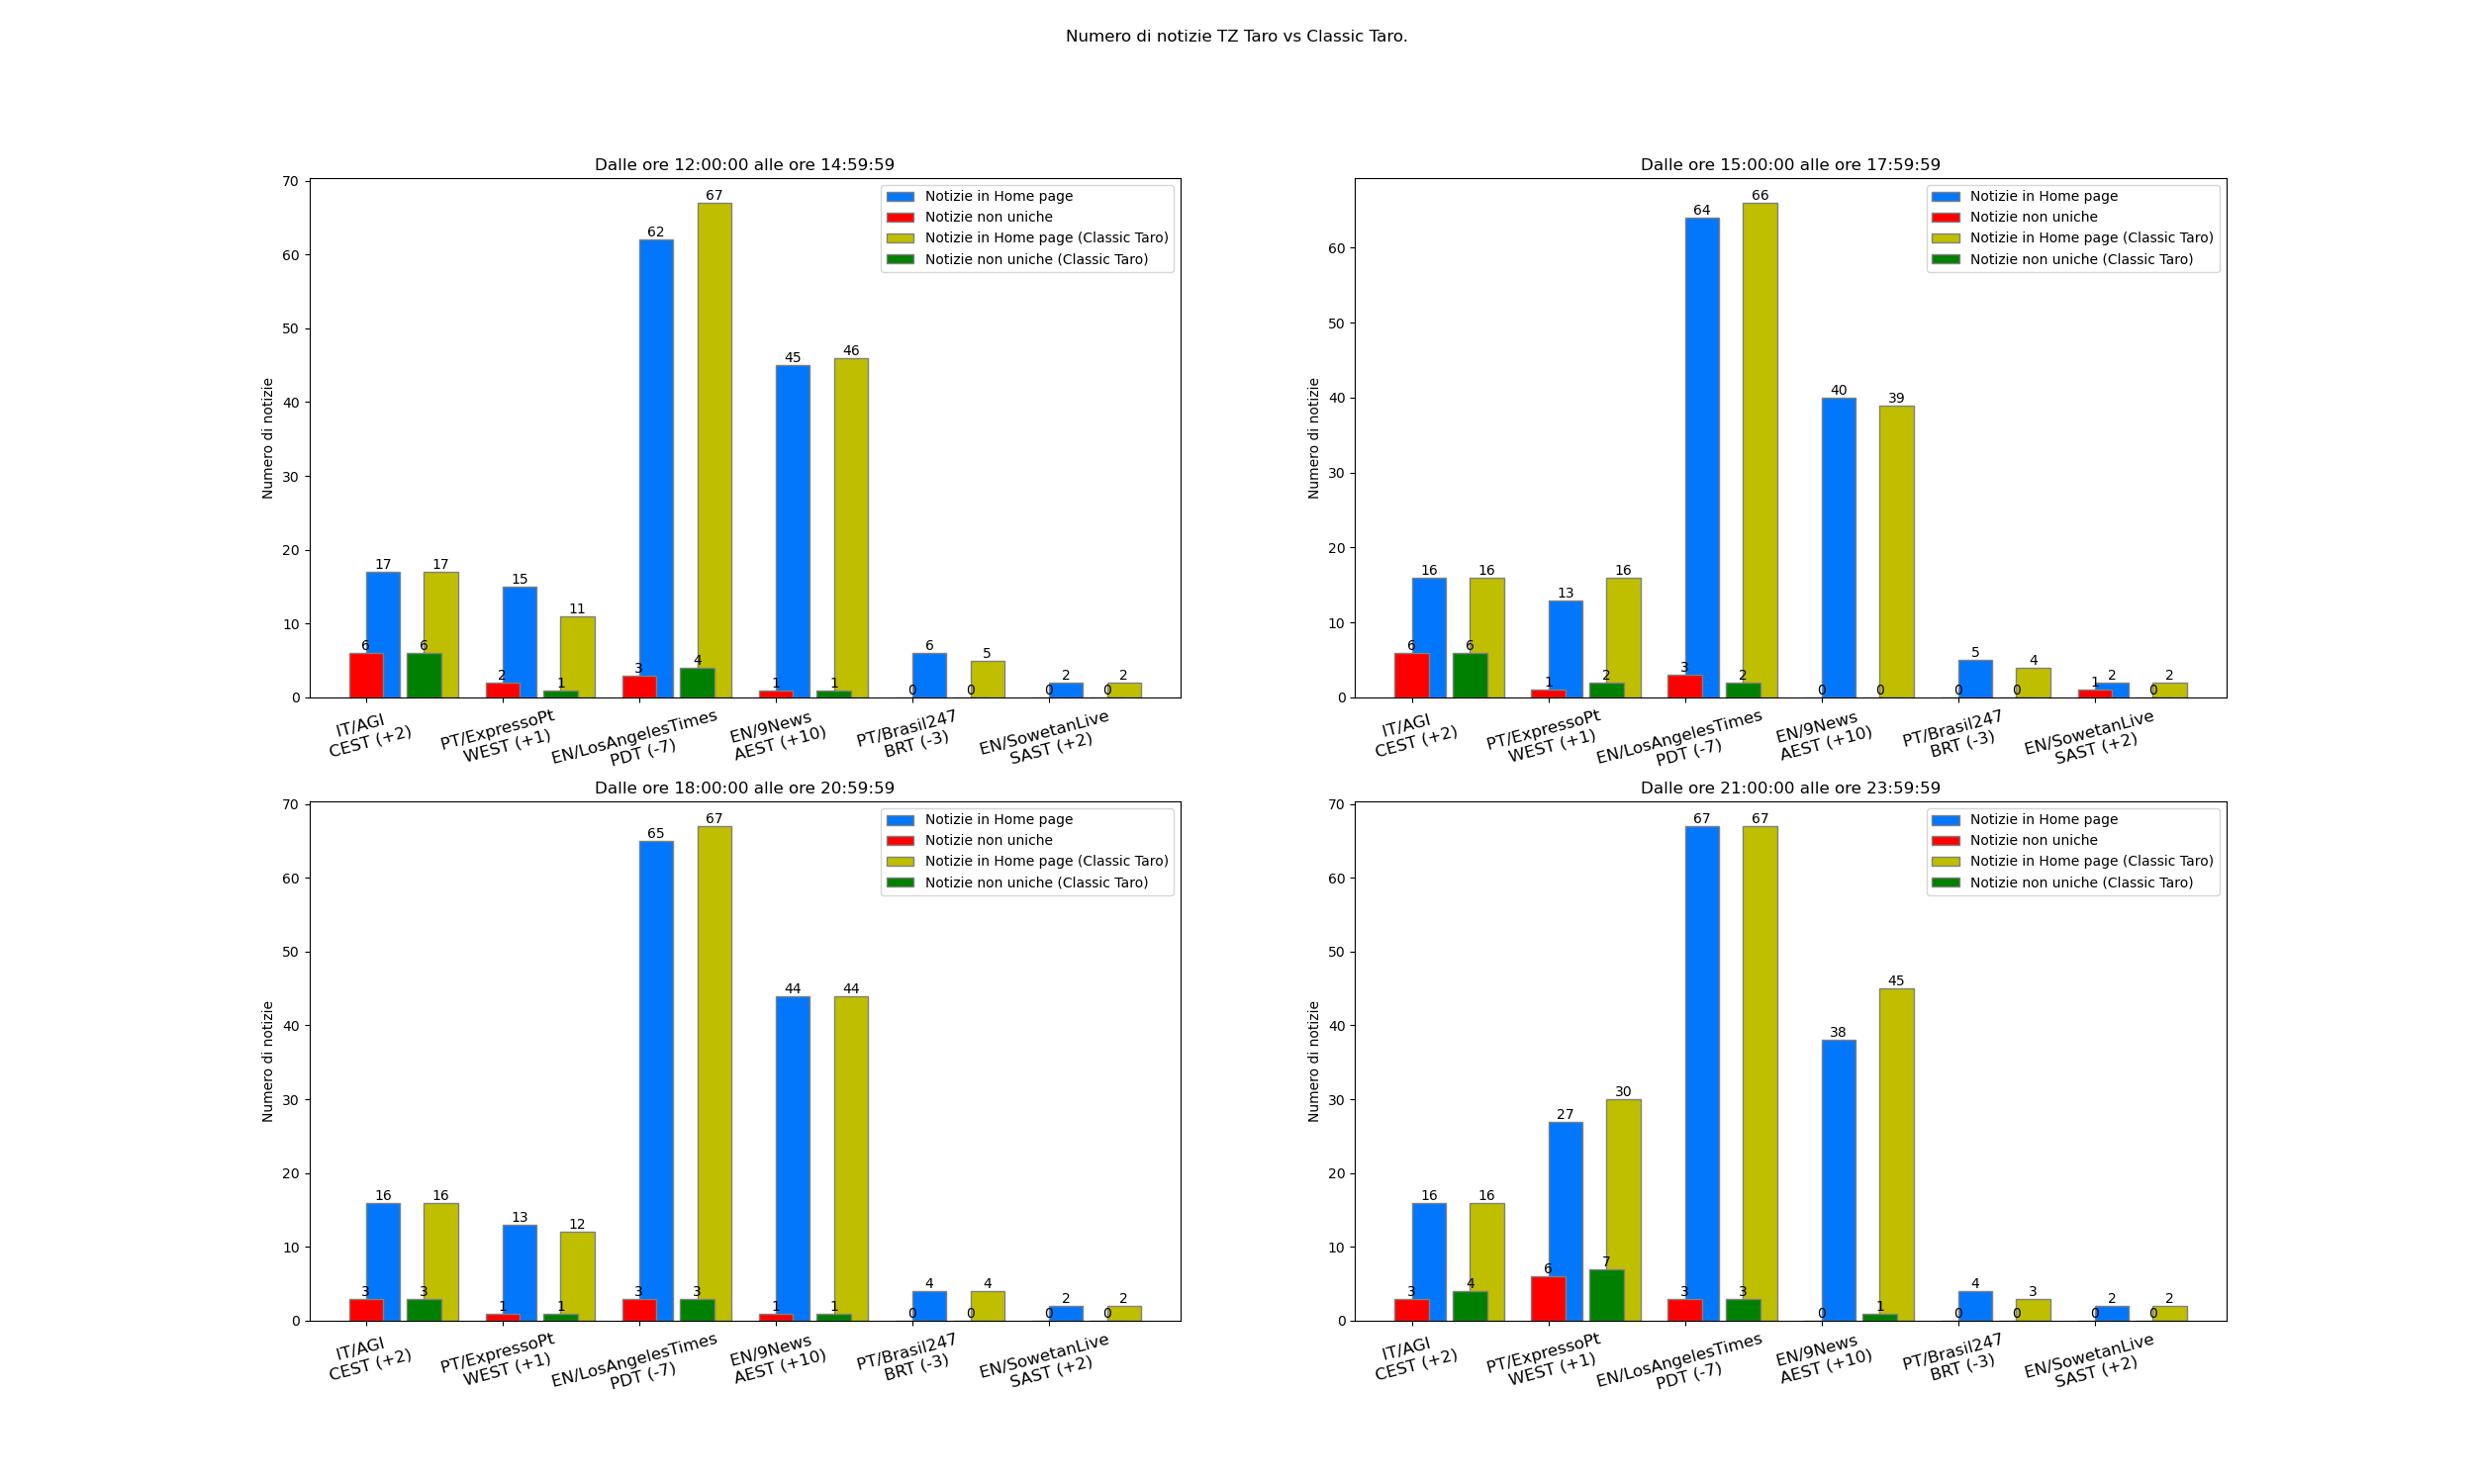 Numero di notizie TZ Taro vs Classic Taro.
Dalle ore 12:00:00 alle ore 14:59:59
Numero di notizie
70
60
50
40
30
20
10
0
Notizie in Home page
Notizie non uniche
Notizie in Home page (Classic Taro)
Notizie non uniche (Classic Taro)
6 17 6 17
2 15 1 11
3 62 4 67
1 45 1 46
0 6 0 5
0 2 0 2
IT/AGI
CEST (+2)
PT/ExpressoPt
WEST (+1)
EN/LosAngelesTimes
PDT (-7)
EN/9News
AEST (+10)
PT/Brasil247
BRT (-3)
EN/SowetanLive
SAST (+2)
Dalle ore 15:00:00 alle ore 17:59:59
Numero di notizie
60
50
40
30
20
10
0
Notizie in Home page
Notizie non uniche
Notizie in Home page (Classic Taro)
Notizie non uniche (Classic Taro)
6 16 6 16
1 13 2 16
3 64 2 66
0 40 0 39
0 5 0 4
1 2 0 2
IT/AGI
CEST (+2)
PT/ExpressoPt
WEST (+1)
EN/LosAngelesTimes
PDT (-7)
EN/9News
AEST (+10)
PT/Brasil247
BRT (-3)
EN/SowetanLive
SAST (+2)
Dalle ore 18:00:00 alle ore 20:59:59
Numero di notizie
70
60
50
40
30
20
10
0
Notizie in Home page
Notizie non uniche
Notizie in Home page (Classic Taro)
Notizie non uniche (Classic Taro)
3 16 3 16
1 13 1 12
3 65 3 67
1 44 1 44
0 4 0 4
0 2 0 2
IT/AGI
CEST (+2)
PT/ExpressoPt
WEST (+1)
EN/LosAngelesTimes
PDT (-7)
EN/9News
AEST (+10)
PT/Brasil247
BRT (-3)
EN/SowetanLive
SAST (+2)
Dalle ore 21:00:00 alle ore 23:59:59
Numero di notizie
70
60
50
40
30
20
10
0
Notizie in Home page
Notizie non uniche
Notizie in Home page (Classic Taro)
Notizie non uniche (Classic Taro)
3 16 4 16
6 27 7 30
3 67 3 67
0 38 1 45
0 4 0 3
0 2 0 2
IT/AGI
CEST (+2)
PT/ExpressoPt
WEST (+1)
EN/LosAngelesTimes
PDT (-7)
EN/9News
AEST (+10)
PT/Brasil247
BRT (-3)
EN/SowetanLive
SAST (+2)